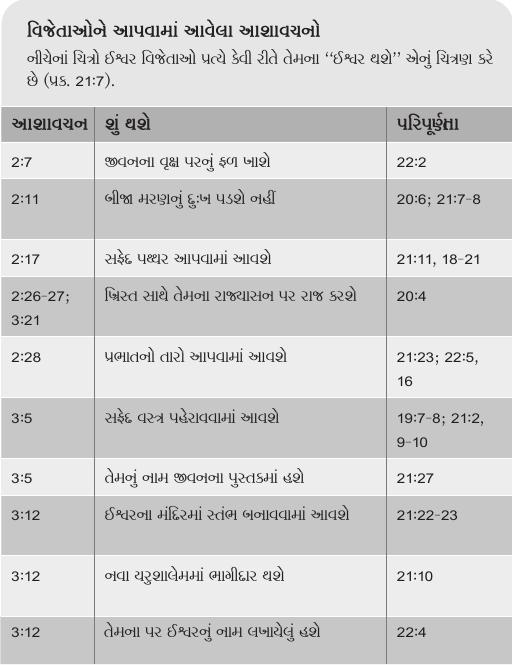 વિજેતાઓને આપવામાં આવેલા આશાવચનો
નીચેનાં ચિત્રો ઈશ્વર વિજેતાઓ પ્રત્યે કેવી રીતે તેમના “ઈશ્વર થશે” એનું ચિત્રણ કરે
છે (પ્રક. 21:7).
આશાવચન શું થશે પરિપૂર્ણતા
2:7 જીવનના વૃક્ષ પરનું ફળ ખાશે 22:2
2:11 બીજા મરણનું દુઃખ પડશે નહીં 20:6; 21:7-8
2:17 સફેદ પથ્થર આપવામાં આવશે 21:11, 18-21
2:26-27; ખ્રિસ્ત સાથે તેમના રાજ્યાસન પર રાજ કરશે 20:4
3:21
2:28 પ્રભાતનો તારો આપવામાં આવશે 21:23; 22:5,
16
3:5 સફેદ વસ્ત્ર પહેરાવવામાં આવશે 19:7-8; 21:2,
9-10
3:5 તેમનું નામ જીવનના પુસ્તકમાં હશે 21:27
3:12 ઈશ્વરના મંદિરમાં સ્તંભ બનાવવામાં આવશે 21:22-23
3:12 નવા યરુશાલેમમાં ભાગીદાર થશે 21:10
3:12 તેમના પર ઈશ્વરનું નામ લખાયેલું હશે 22:4